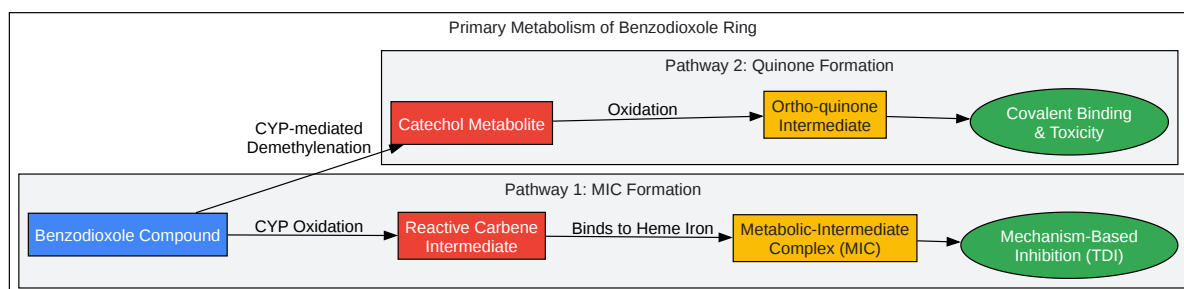 Primary Metabolism of Benzodioxole Ring
Pathway 2: Quinone Formation
Catechol Metabolite
Oxidation
Ortho-quinone
Intermediate
Covalent Binding
& Toxicity
CYP-mediated
Demethylenation
Pathway 1: MIC Formation
Benzodioxole Compound
CYP Oxidation
Reactive Carbene
Intermediate
Binds to Heme Iron
Metabolic-Intermediate
Complex (MIC)
Mechanism-Based
Inhibition (TDI)